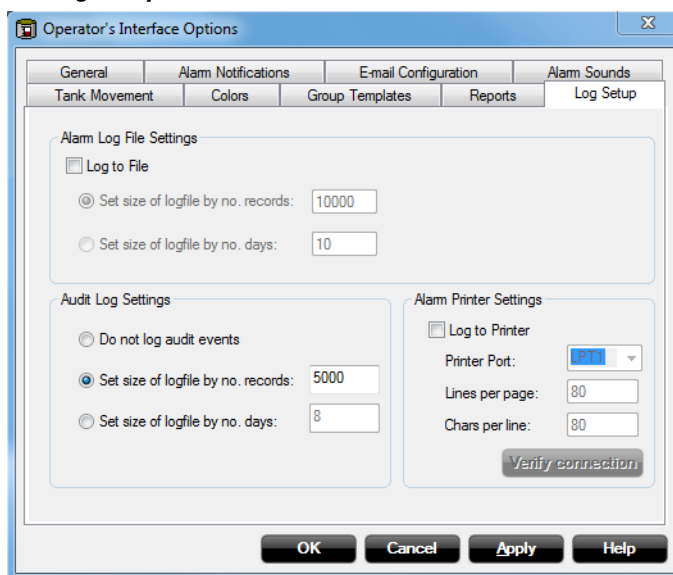 Operator's Interface Options
General Alarm Notifications E-mail Configuration Alarm Sounds
Tank Movement Colors Group Templates Reports Log Setup
Alarm Log File Settings
Log to File
Set size of logfile by no. records: 10000
Set size of logfile by no. days: 10
Audit Log Settings
Do not log audit events
Set size of logfile by no. records: 5000
Set size of logfile by no. days: 8
Alarm Printer Settings
Log to Printer
Printer Port: LPT1
Lines per page: 80
Chars per line: 80
Verify connection
OK Cancel Apply Help